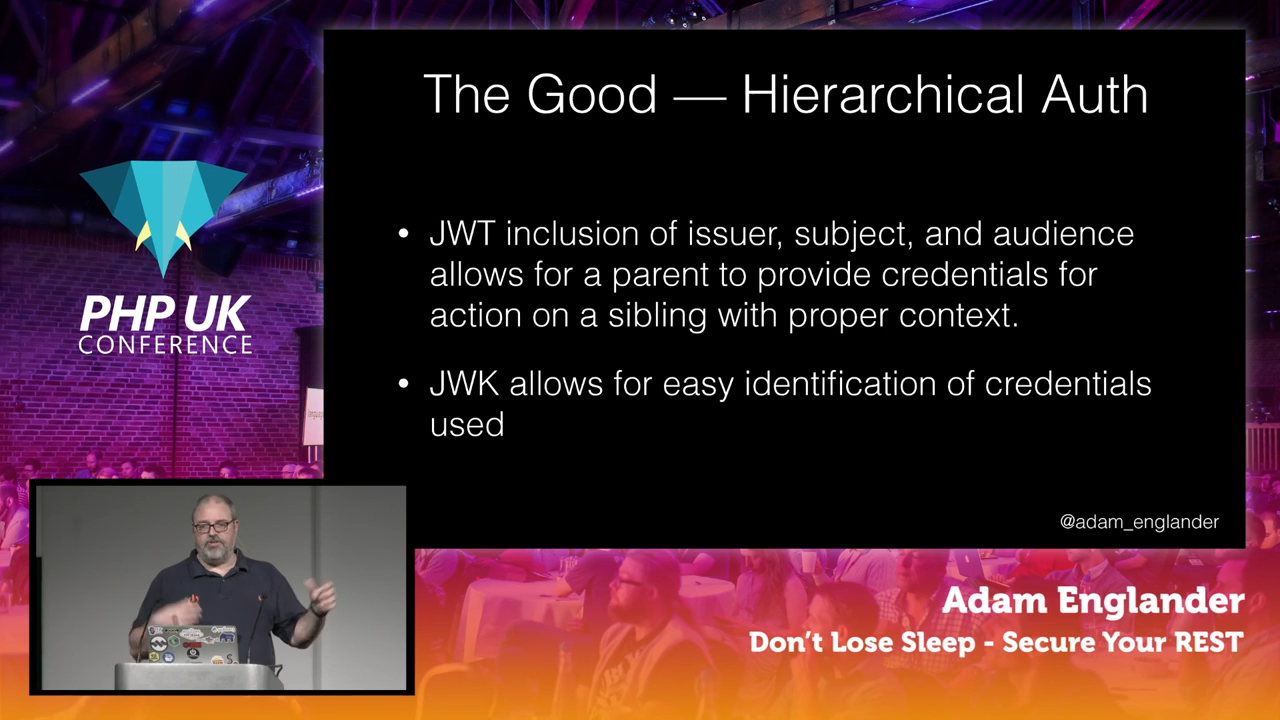 The Good — Hierarchical Auth
• JWT inclusion of issuer, subject, and audience
allows for a parent to provide credentials for
action on a sibling with proper context.
• JWK allows for easy identification of credentials
used
@adam_englander
PHP UK
CONFERENCE
Adam Englander
Don't Lose Sleep - Secure Your REST